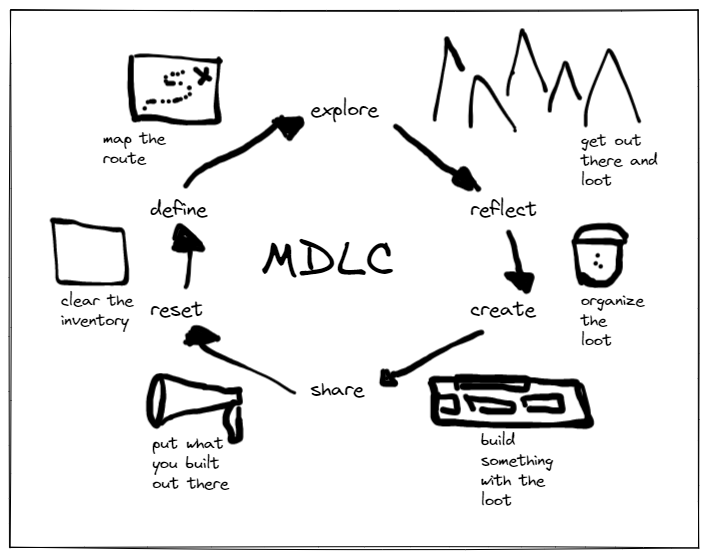 explore
map the
route
get out
there and
loot
define
reflect
MDLC
clear the
inventory
reset
create
organize
the
loot
share
put what
you built
out there
build
something
with the
loot